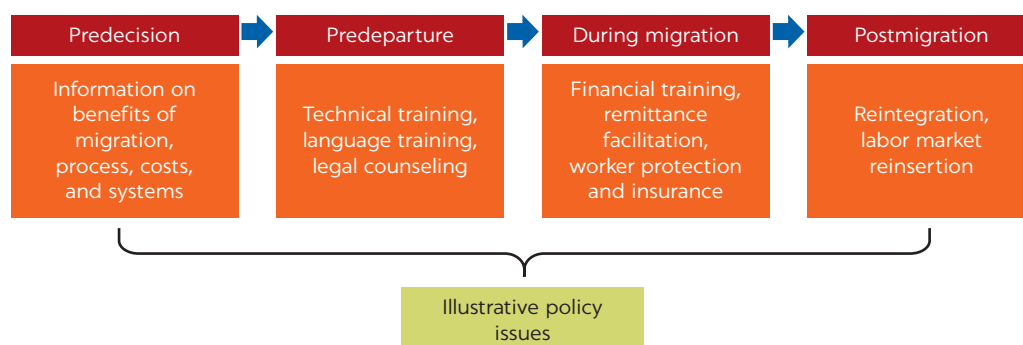 Predecision
Predeparture
During migration
Postmigration
Information on
benefits of
migration,
process, costs,
and systems
Technical training,
language training,
legal counseling
Financial training,
remittance
facilitation,
worker protection
and insurance
Reintegration,
labor market
reinsertion
Illustrative policy
issues